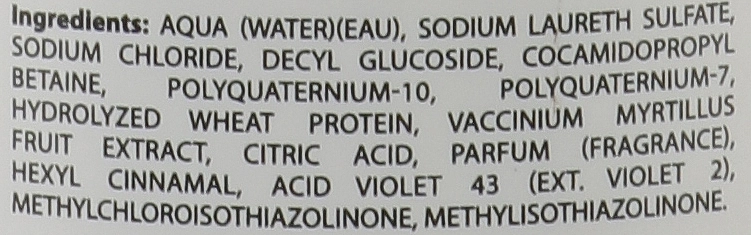 Ingredients: AQUA (WATER)(EAU), SODIUM LAURETH SULFATE,
SODIUM CHLORIDE, DECYL GLUCOSIDE, COCAMIDOPROPYL
BETAINE, POLYQUATERNIUM-10, POLYQUATERNIUM-7,
HYDROLYZED WHEAT PROTEIN, VACCINIUM MYRTILLUS
FRUIT EXTRACT, CITRIC ACID, PARFUM (FRAGRANCE),
HEXYL CINNAMAL, ACID VIOLET 43 (EXT. VIOLET 2),
METHYLCHLOROISOTHIAZOLINONE, METHYLISOTHIAZOLINONE.